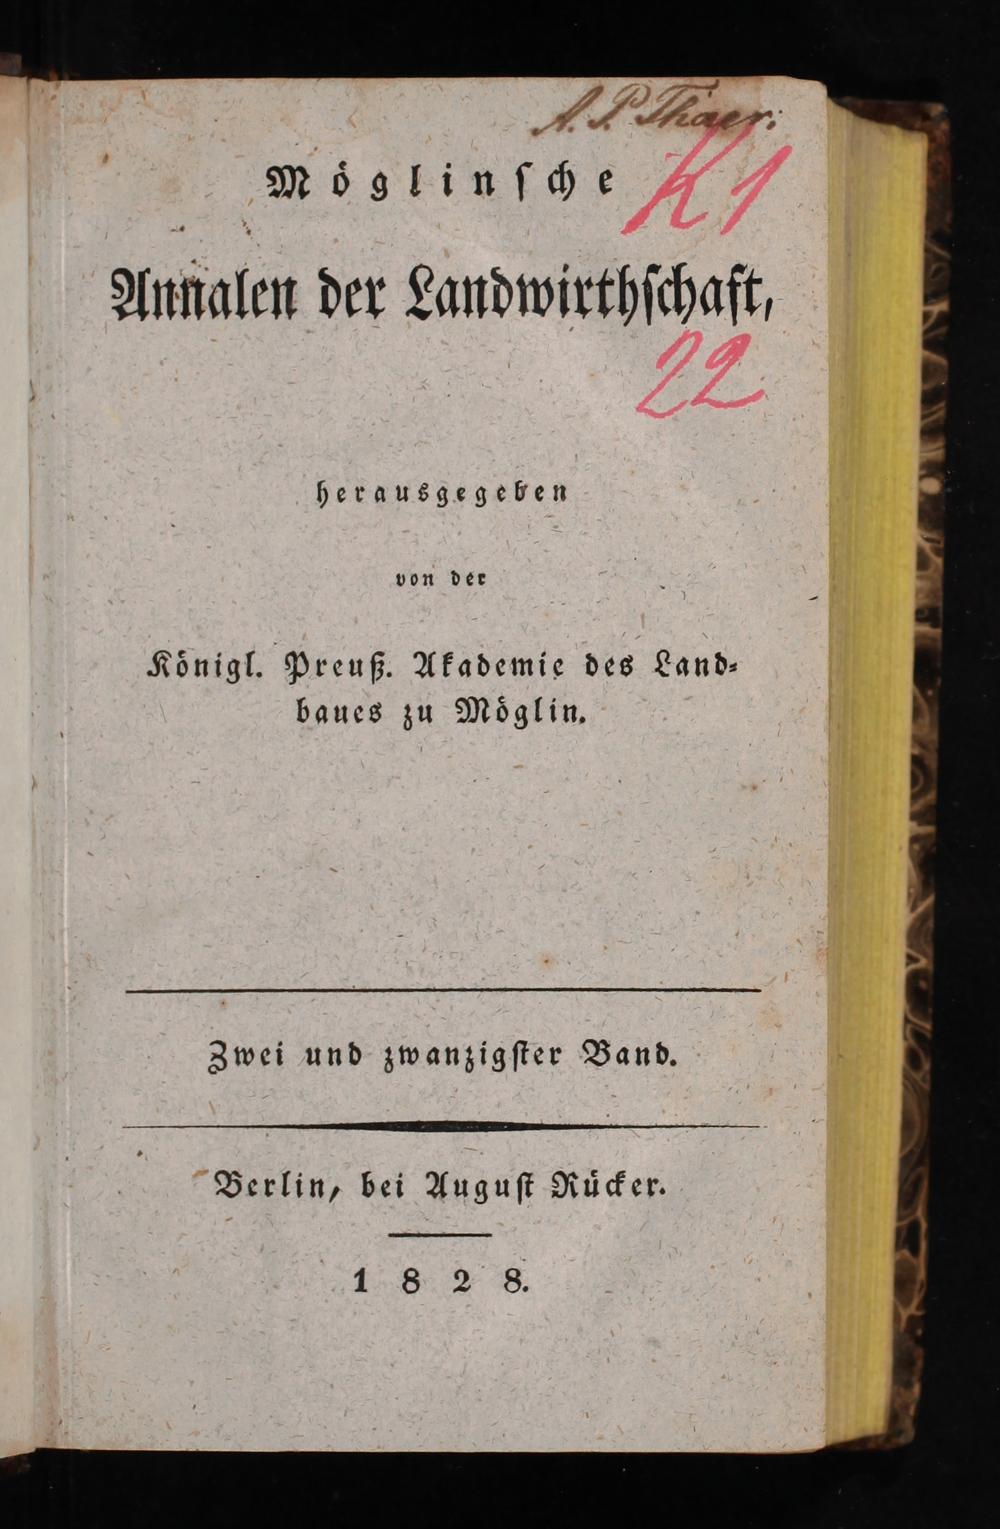 A. P. Thaer.
Möglinsche
K1
Annalen der Landwirthschaft,
22
herausgegeben
von der
Königl. Preuß. Akademie des Land-
baues zu Möglin.
Zwei und zwanzigster Band.
Berlin, bei August Rücker.
1828.